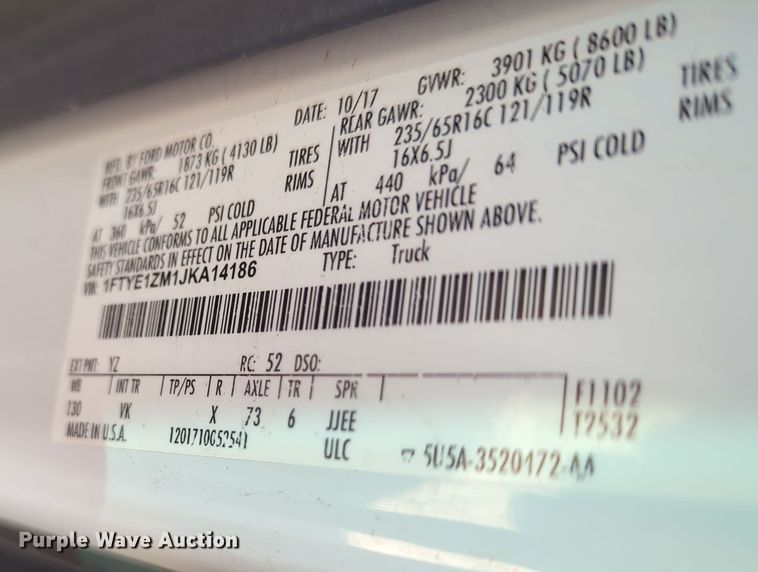 MFD. BY FORD MOTOR CO. DATE: 10/17 GVWR: 3901 KG ( 8600 LB)
FRONT GAWR: 1873 KG ( 4130 LB) REAR GAWR: 2300 KG ( 5070 LB)
WITH 235/65R16C 121/119R TIRES WITH 235/65R16C 121/119R TIRES
16X6.5J RIMS 16X6.5J RIMS
AT 360 kPa/ 52 PSI COLD AT 440 kPa/ 64 PSI COLD
THIS VEHICLE CONFORMS TO ALL APPLICABLE FEDERAL MOTOR VEHICLE
SAFETY STANDARDS IN EFFECT ON THE DATE OF MANUFACTURE SHOWN ABOVE.
VIN: 1FTYE1ZM1JKA14186 TYPE: Truck
EXT PNT: YZ RC: 52 DSO:
WB INT TR TP/PS R AXLE TR SPR F1102
130 VK X 73 6 JJEE T2532
MADE IN U.S.A. 1201710052541 ULC 5U5A-3520472-AA
Purple Wave Auction